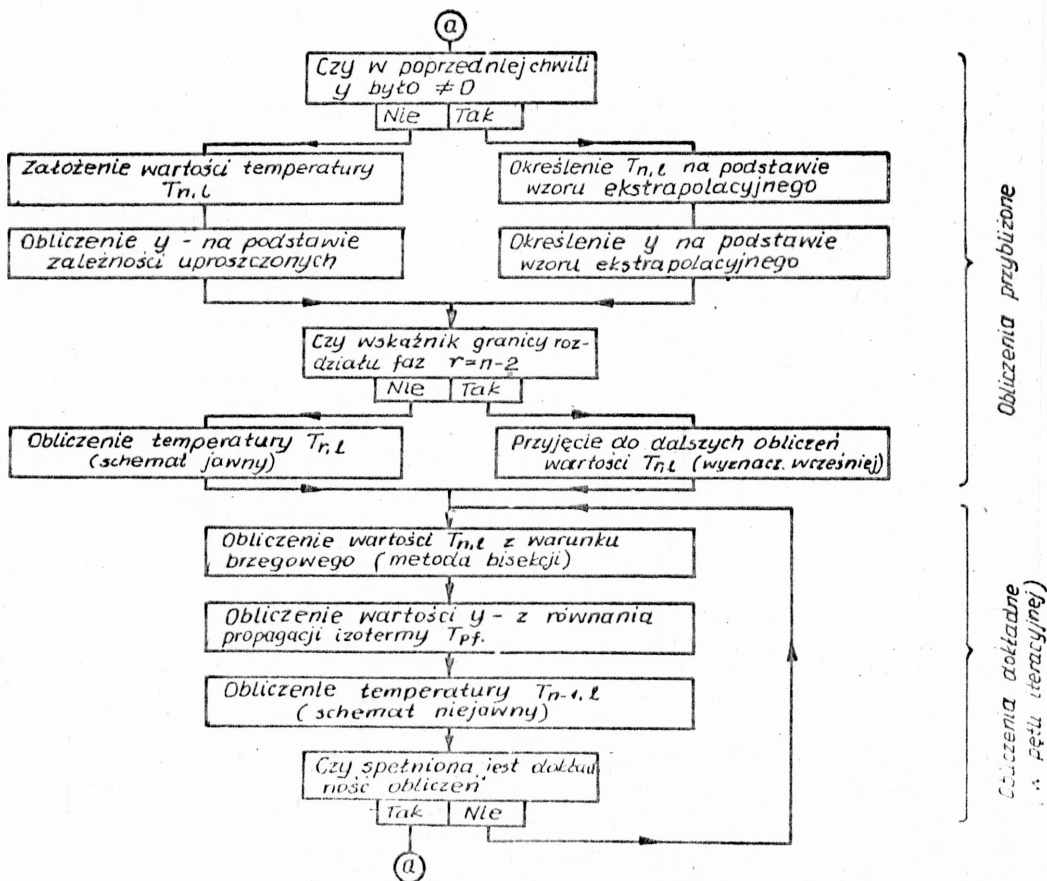 a
Czy w poprzedniej chwili
y było ≠ 0
Nie Tak
Założenie wartości temperatury
Tn,l
Określenie Tn,l na podstawie
wzoru ekstrapolacyjnego
Obliczenie y - na podstawie
zależności uproszczonych
Określenie y na podstawie
wzoru ekstrapolacyjnego
Czy wskaźnik granicy roz-
działu faz r=n-2
Nie Tak
Obliczenie temperatury Tr,l
(schemat jawny)
Przyjęcie do dalszych obliczeń
wartości Tn,l (wyznacz. wcześniej)
Obliczenia przybliżone
Obliczenie wartości Tn,l z warunku
brzegowego (metoda bisekcji)
Obliczenie wartości y - z równania
propagacji izotermy Tpf.
Obliczenie temperatury Tn-1,l
(schemat niejawny)
Czy spełniona jest dokład
ność obliczeń
Tak Nie
a
Obliczenia dokładne
pętli iteracyjnej)